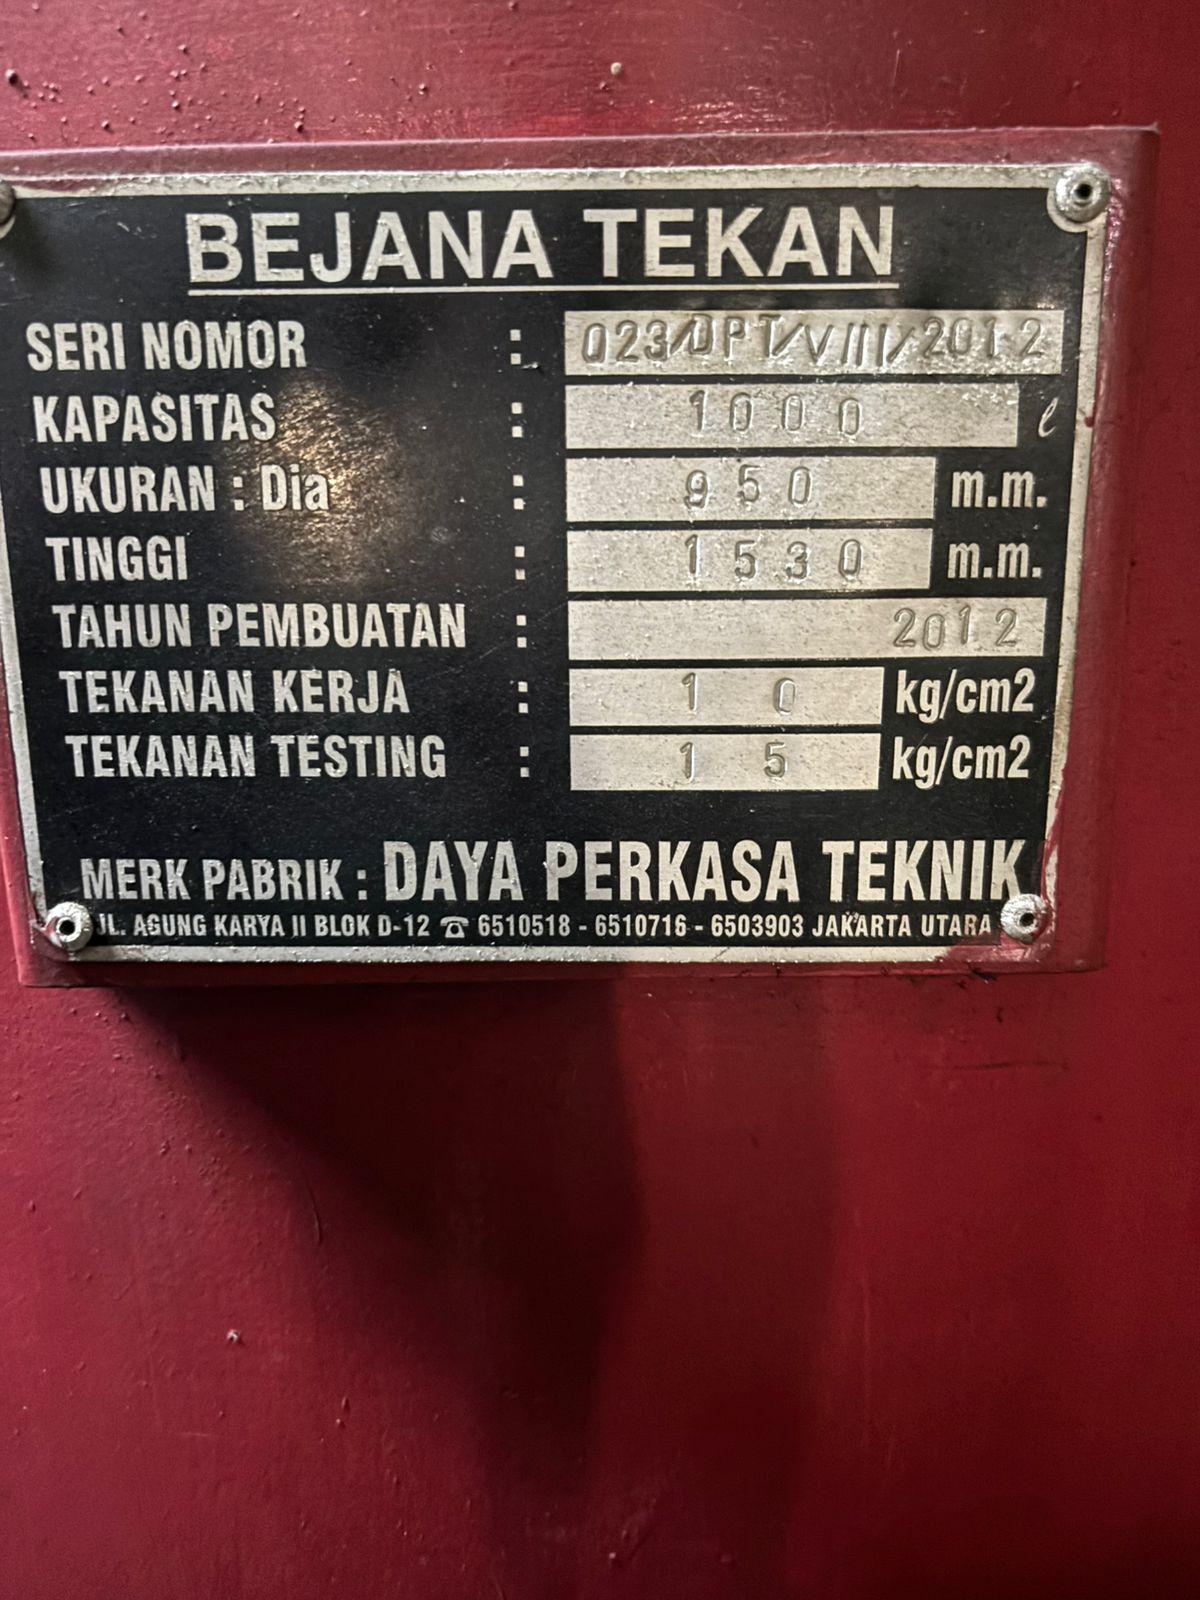 BEJANA TEKAN
SERI NOMOR : 023/DPT/VIII/2012
KAPASITAS : 1000 ℓ
UKURAN : Dia : 950 m.m.
TINGGI : 1530 m.m.
TAHUN PEMBUATAN : 2012
TEKANAN KERJA : 10 kg/cm2
TEKANAN TESTING : 15 kg/cm2
MERK PABRIK : DAYA PERKASA TEKNIK
JL. AGUNG KARYA II BLOK D-12 ☎ 6510518 - 6510716 - 6503903 JAKARTA UTARA